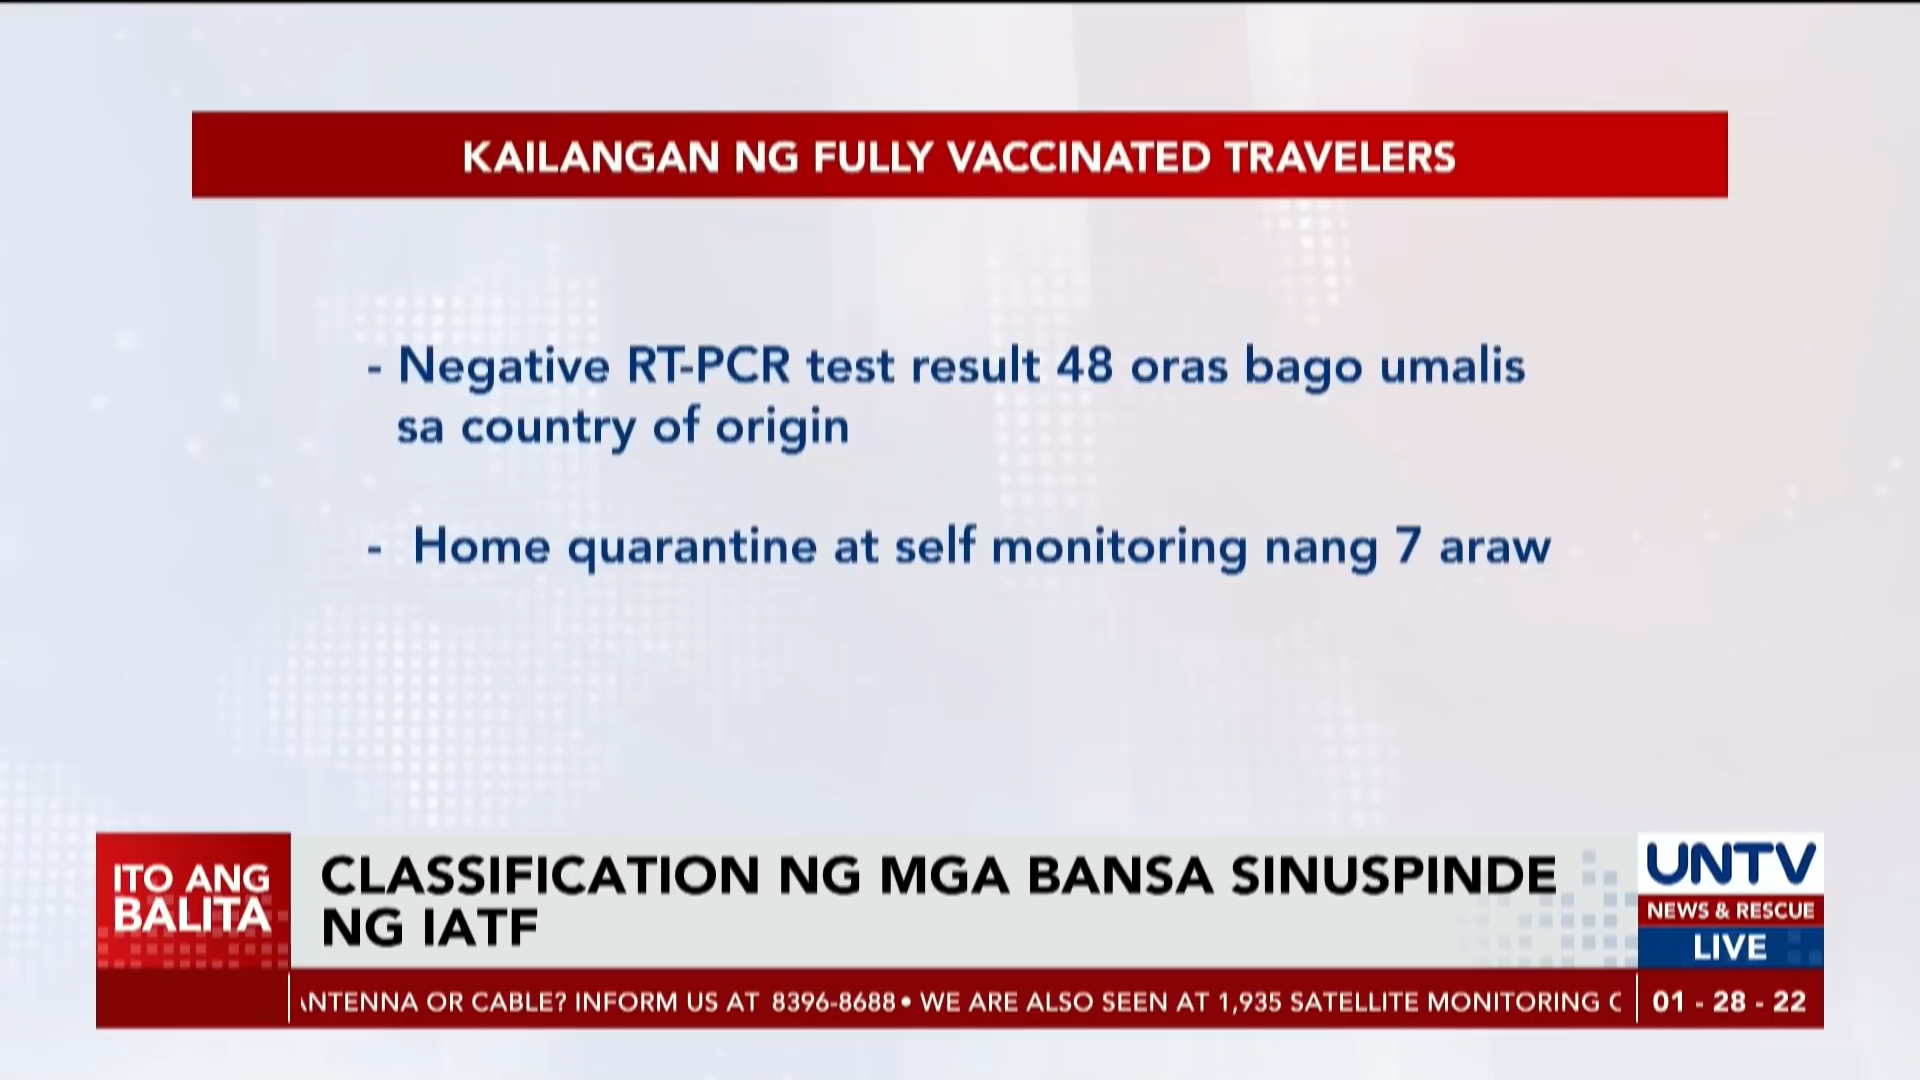 KAILANGAN NG FULLY VACCINATED TRAVELERS
- Negative RT-PCR test result 48 oras bago umalis
sa country of origin
- Home quarantine at self monitoring nang 7 araw
ITO ANG
BALITA
CLASSIFICATION NG MGA BANSA SINUSPINDE
NG IATF
UNTV
NEWS & RESCUE
LIVE
OR CABLE? INFORM US AT 8396-8688 • WE ARE ALSO SEEN AT 1,935 SATELLITE MONITORING
01 - 28 - 22